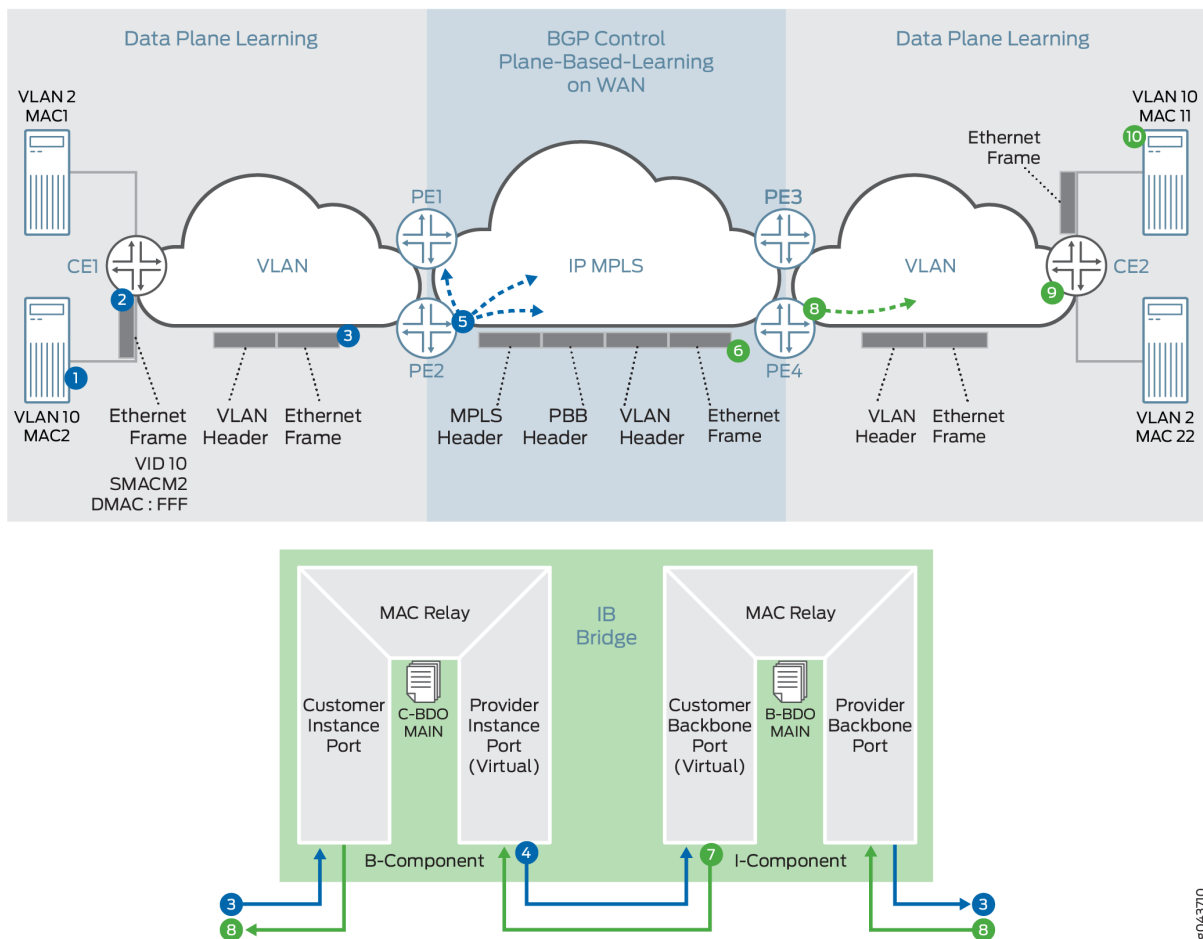 Data Plane Learning
BGP Control
Plane-Based-Learning
on WAN
Data Plane Learning
VLAN 2
MAC1
VLAN 10
MAC 11
10
Ethernet
Frame
PE1
PE3
CE1
VLAN
IP MPLS
VLAN
CE2
2
9
5
8
3
6
1
PE2
PE4
VLAN 10
MAC2
Ethernet
Frame
VID 10
SMACM2
DMAC : FFF
VLAN
Header
Ethernet
Frame
MPLS
Header
PBB
Header
VLAN
Header
Ethernet
Frame
VLAN
Header
Ethernet
Frame
VLAN 2
MAC 22
MAC Relay
IB
Bridge
MAC Relay
Customer
Instance
Port
C-BDO
MAIN
Provider
Instance
Port
(Virtual)
Customer
Backbone
Port
(Virtual)
B-BDO
MAIN
Provider
Backbone
Port
B-Component
4
7
I-Component
3
3
8
8
g043710